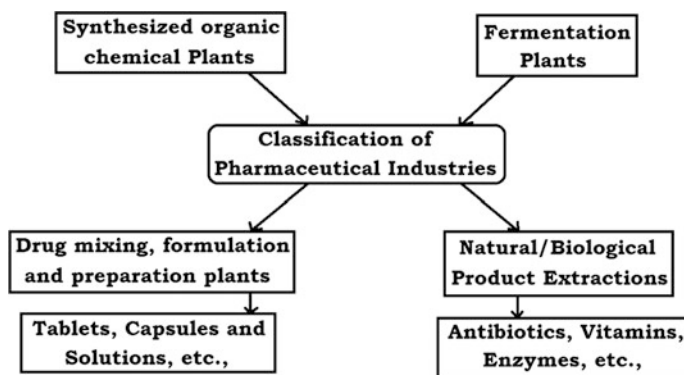 Synthesized organic
chemical Plants
Fermentation
Plants
Classification of
Pharmaceutical Industries
Drug mixing, formulation
and preparation plants
Natural/Biological
Product Extractions
Tablets, Capsules and
Solutions, etc.,
Antibiotics, Vitamins,
Enzymes, etc.,